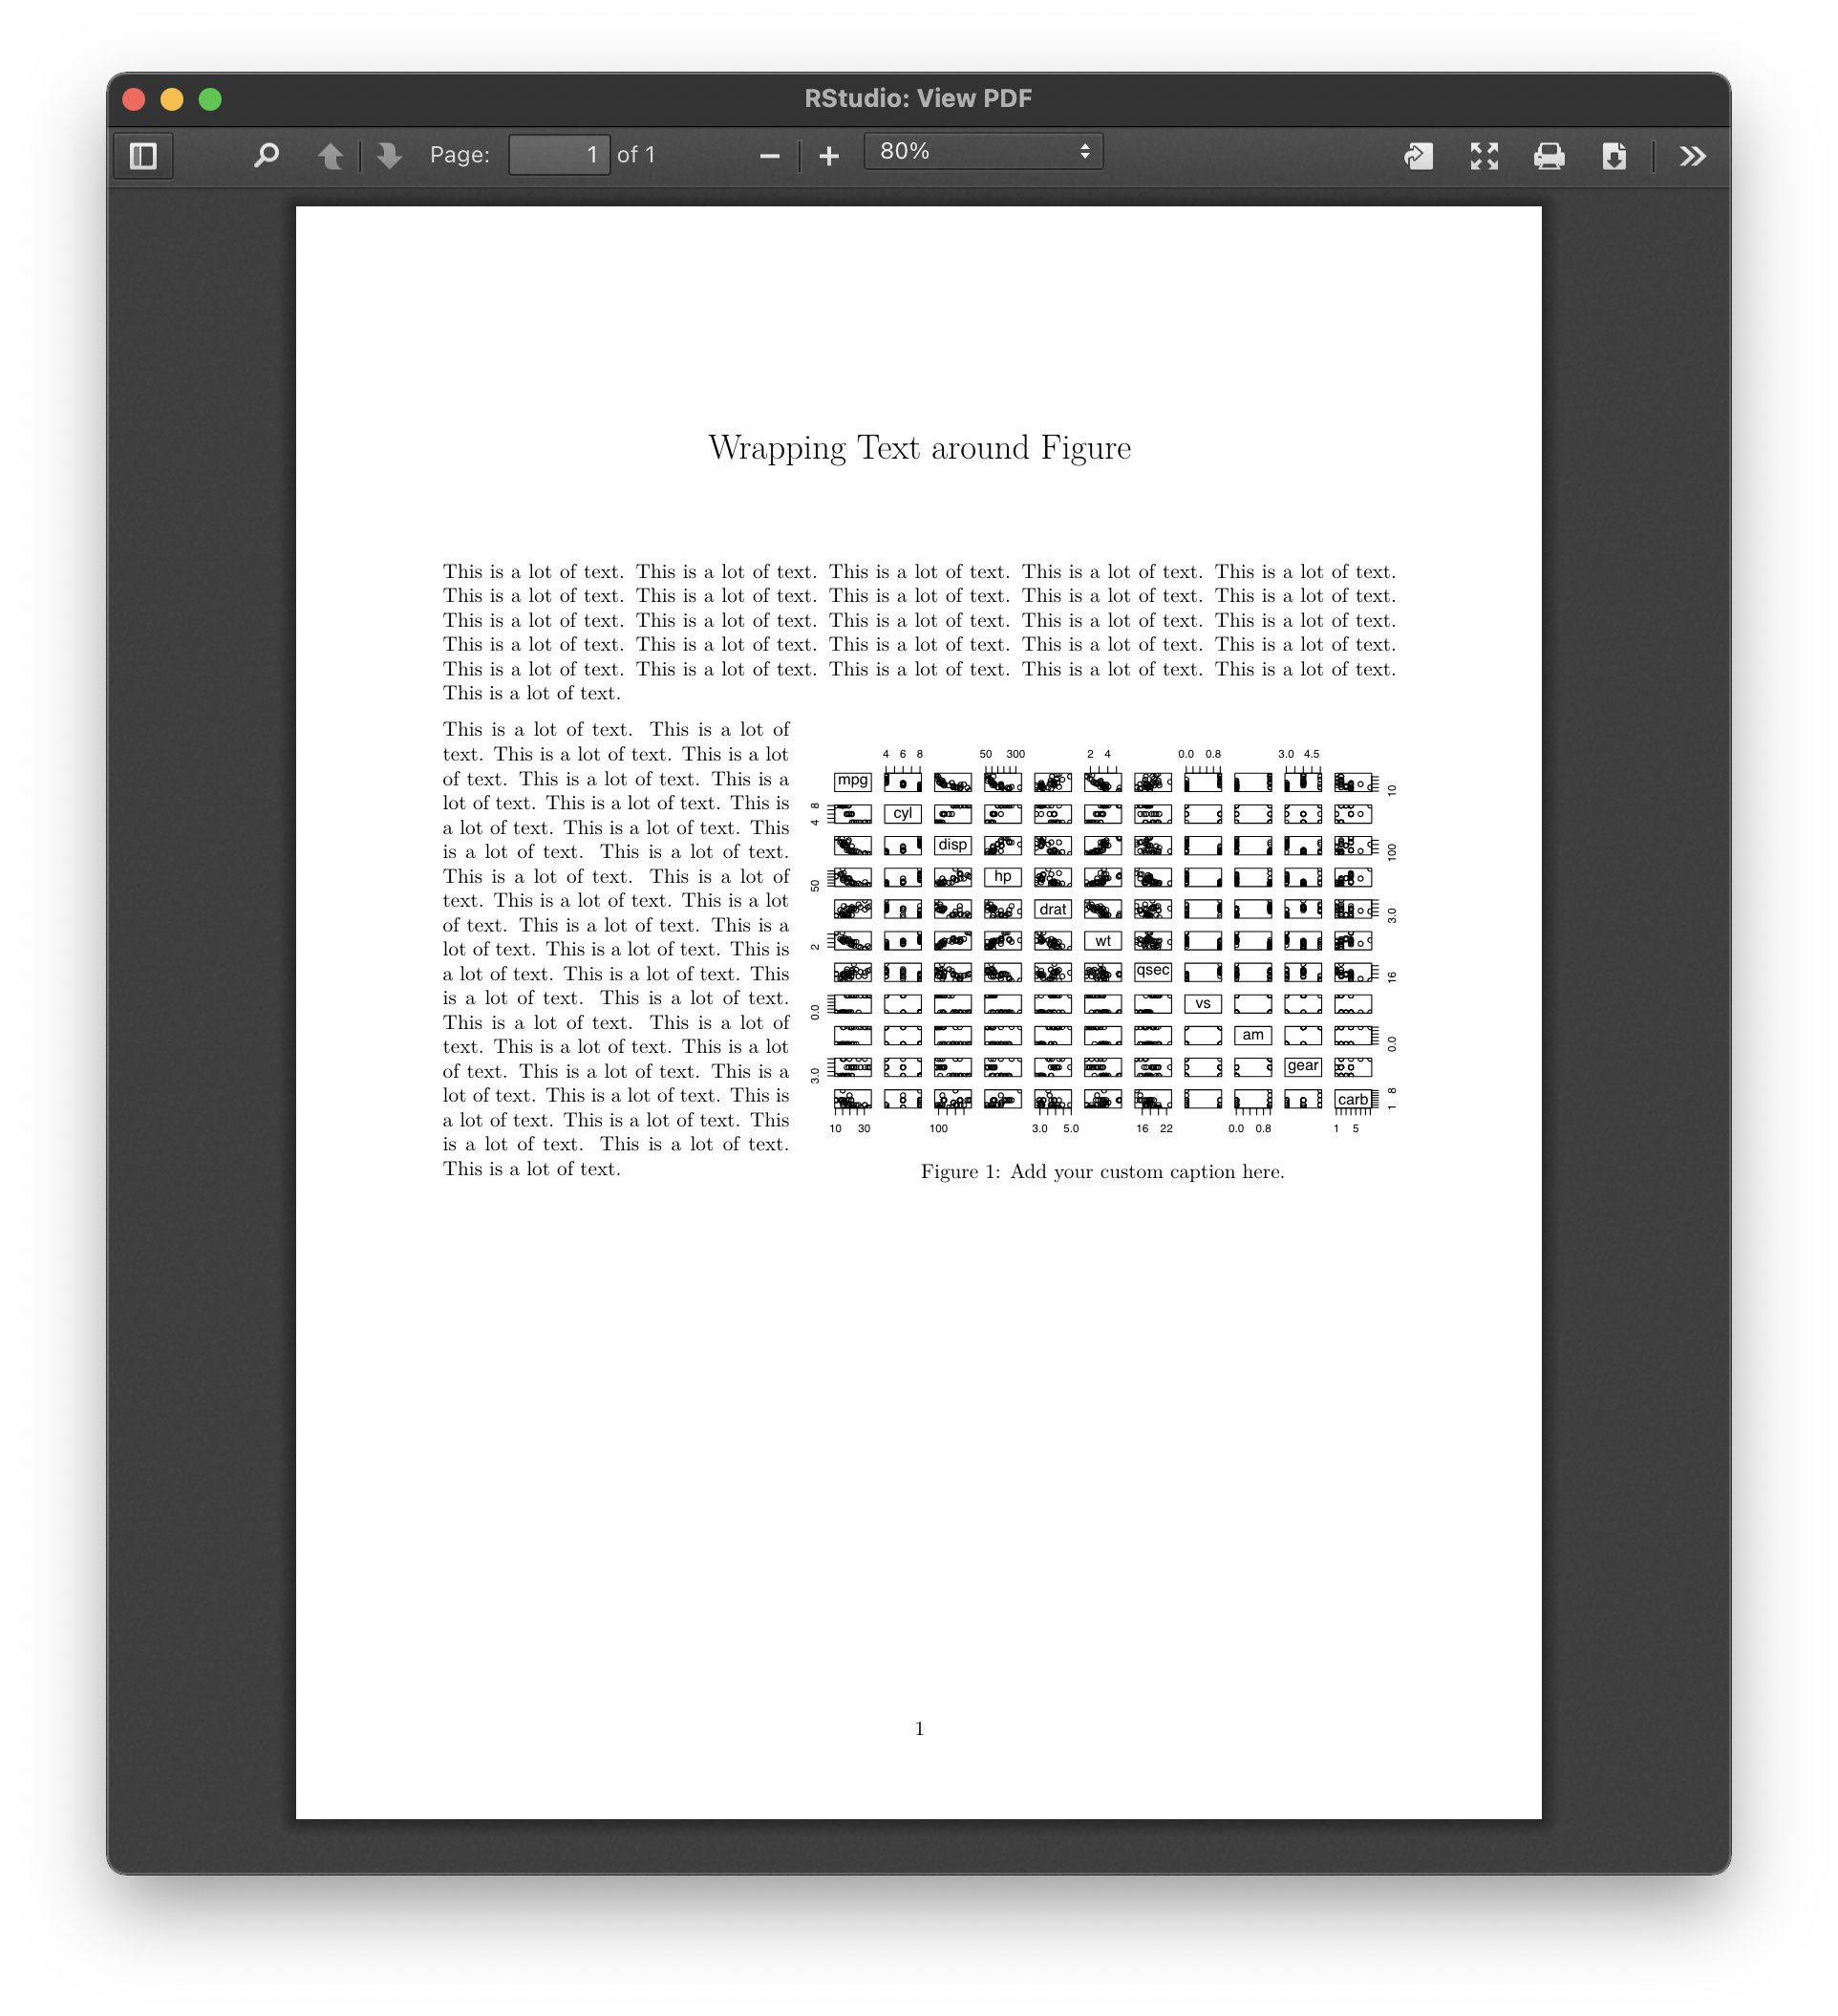 RStudio: View PDF
Page: 1 of 1 80%
Wrapping Text around Figure
This is a lot of text. This is a lot of text. This is a lot of text. This is a lot of text. This is a lot of text.
This is a lot of text. This is a lot of text. This is a lot of text. This is a lot of text. This is a lot of text.
This is a lot of text. This is a lot of text. This is a lot of text. This is a lot of text. This is a lot of text.
This is a lot of text. This is a lot of text. This is a lot of text. This is a lot of text. This is a lot of text.
This is a lot of text. This is a lot of text. This is a lot of text. This is a lot of text. This is a lot of text.
This is a lot of text.
This is a lot of text. This is a lot of
text. This is a lot of text. This is a lot
of text. This is a lot of text. This is a
lot of text. This is a lot of text. This is
a lot of text. This is a lot of text. This
is a lot of text. This is a lot of text.
This is a lot of text. This is a lot of
text. This is a lot of text. This is a lot
of text. This is a lot of text. This is a
lot of text. This is a lot of text. This is
a lot of text. This is a lot of text. This
is a lot of text. This is a lot of text.
This is a lot of text. This is a lot of
text. This is a lot of text. This is a lot
of text. This is a lot of text. This is a
lot of text. This is a lot of text. This is
a lot of text. This is a lot of text. This
is a lot of text. This is a lot of text.
This is a lot of text.
4 6 8 50 300 2 4 0.0 0.8 3.0 4.5
mpg 10
4 8 cyl
disp 100
50 hp
drat 3.0
2 wt
qsec 16
0.0 vs
am 0.0
3.0 gear
carb 1 8
10 30 100 3.0 5.0 16 22 0.0 0.8 1 5
Figure 1: Add your custom caption here.
1